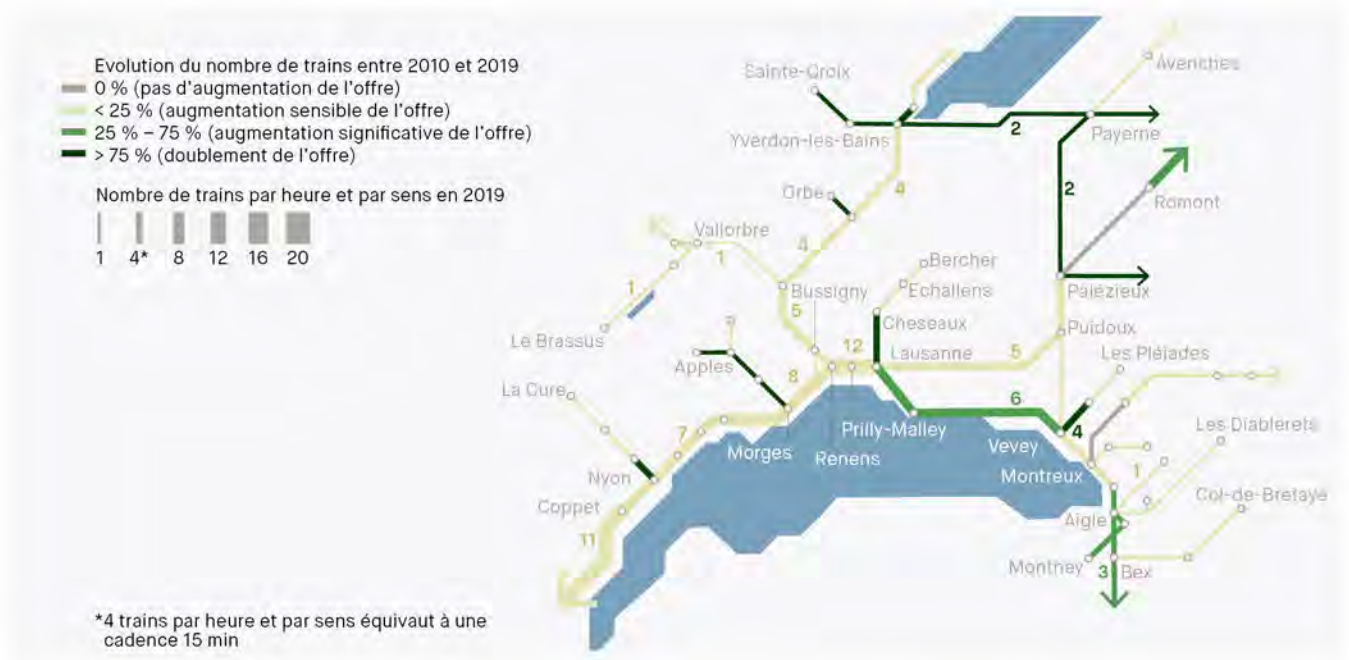 Evolution du nombre de trains entre 2010 et 2019
0 % (pas d'augmentation de l'offre)
< 25 % (augmentation sensible de l'offre)
25 % – 75 % (augmentation significative de l'offre)
> 75 % (doublement de l'offre)
Nombre de trains par heure et par sens en 2019
1 4* 8 12 16 20
Sainte-Croix
Avenches
Yverdon-les-Bains
2
Payerne
Orbe
4
2
Romont
Vallorbre
4
1
Bercher
1
Bussigny
Echallens
Palézieux
5
Cheseaux
Puidoux
Le Brassus
12
Lausanne
5
Les Pléiades
Apples
8
La Cure
6
Les Diablerets
7
Prilly-Malley
4
Morges
Renens
Vevey
Nyon
Montreux
1
Coppet
Col-de-Bretaye
Aigle
11
Montney
3
Bex
*4 trains par heure et par sens équivaut à une
cadence 15 min